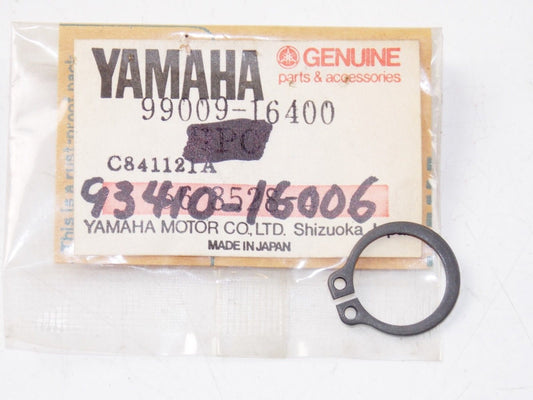 YAMAHA
GENUINE
parts & accessories
99009-16400
C841121A
93410-16006
YAMAHA MOTOR CO., LTD. Shizuoka,
MADE IN JAPAN
This is a rust-proof pack